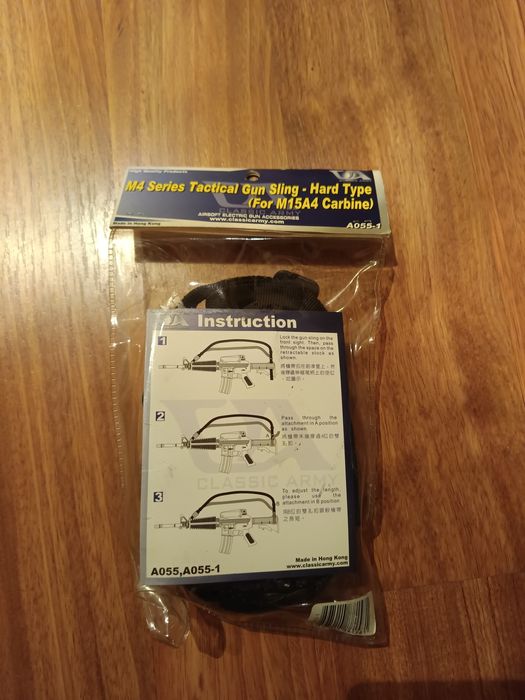 High Quality Products
M4 Series Tactical Gun Sling - Hard Type
(For M15A4 Carbine)
CLASSIC ARMY
AIRSOFT ELECTRIC GUN ACCESSORIES
www.classicarmy.com
Made in Hong Kong
A055-1
Instruction
1
Lock the gun sling on the
front sight. Then, pass
through the space on the
retractable stock as
shown.
2
Pass through the
attachment in A position
as shown.
CLASSIC ARMY
3
To adjust the length,
please use the
attachment in B position.
Made in Hong Kong
www.classicarmy.com
A055,A055-1